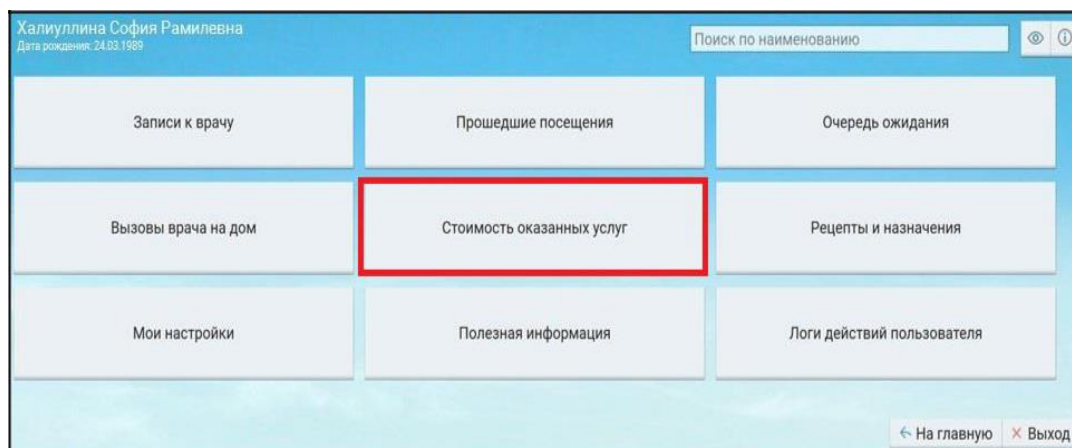 Халиуллина София Рамилевна
Дата рождения: 24.03.1989
Поиск по наименованию
Записи к врачу
Прошедшие посещения
Очередь ожидания
Вызовы врача на дом
Стоимость оказанных услуг
Рецепты и назначения
Мои настройки
Полезная информация
Логи действий пользователя
На главную
Выход